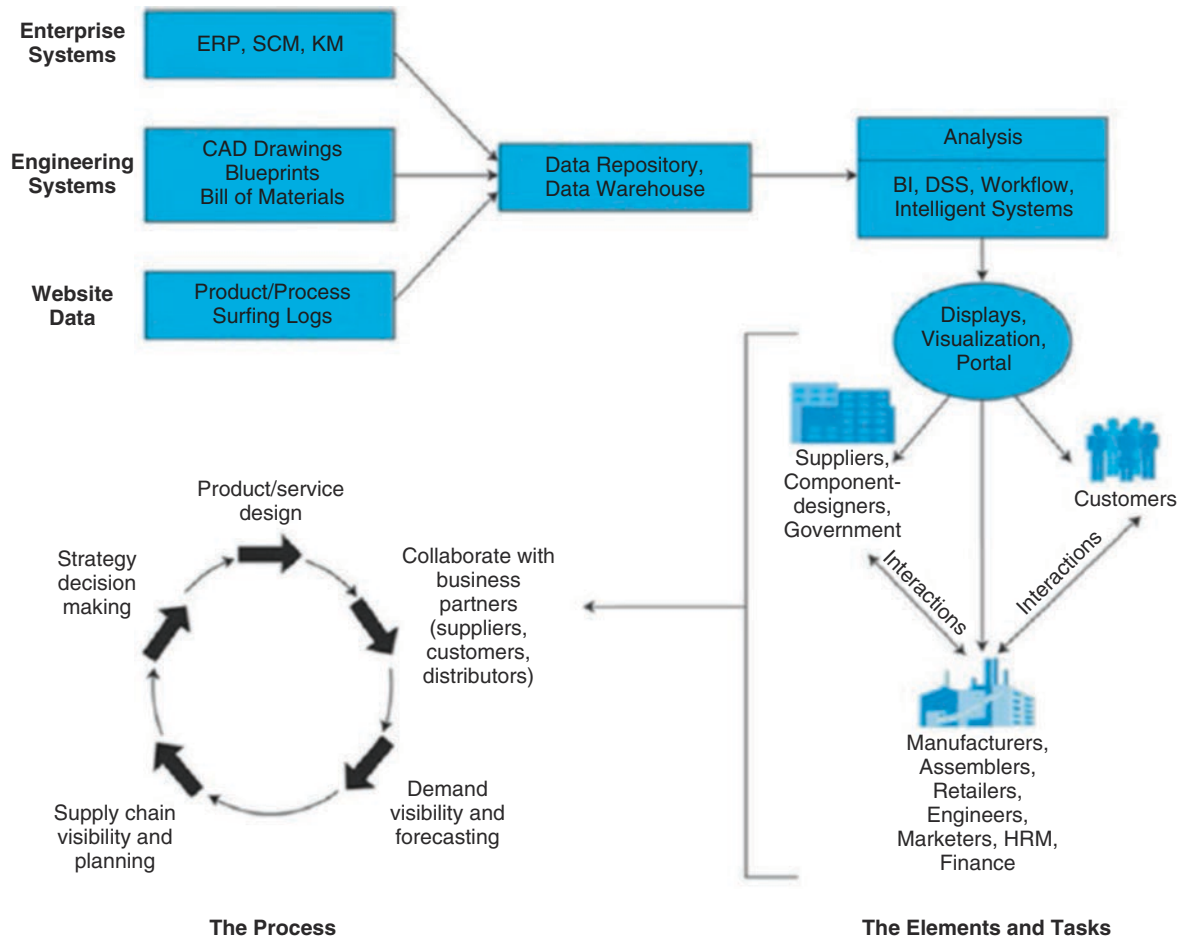 Enterprise
Systems
ERP, SCM, KM
Engineering
Systems
CAD Drawings
Blueprints
Bill of Materials
Website
Data
Product/Process
Surfing Logs
Data Repository,
Data Warehouse
Analysis
BI, DSS, Workflow,
Intelligent Systems
Displays,
Visualization,
Portal
Suppliers,
Component-
designers,
Government
Customers
Interactions
Interactions
Manufacturers,
Assemblers,
Retailers,
Engineers,
Marketers, HRM,
Finance
Product/service
design
Collaborate with
business
partners
(suppliers,
customers,
distributors)
Demand
visibility and
forecasting
Supply chain
visibility and
planning
Strategy
decision
making
The Process
The Elements and Tasks